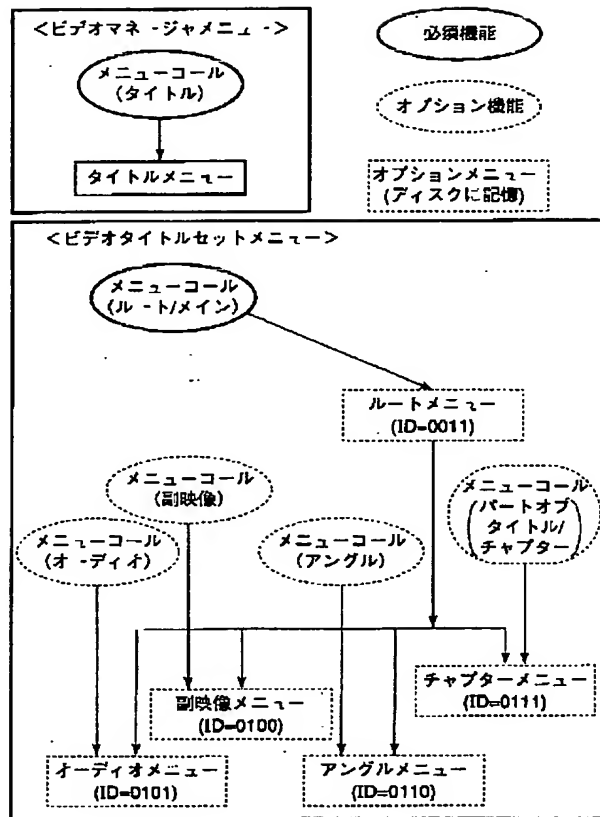 <ビデオマネ-ジャメニュ->
メニューコール
(タイトル)
タイトルメニュー
必須機能
オプション機能
オプションメニュー
(ディスクに記憶)
<ビデオタイトルセットメニュー>
メニューコール
(ル-ト/メイン)
ルートメニュー
(ID=0011)
メニューコール
(副映像)
メニューコール
(オ-ディオ)
メニューコール
(アングル)
メニューコール
(パートオブ
タイトル/
チャプター)
副映像メニュー
(ID=0100)
チャプターメニュー
(ID=0111)
オーディオメニュー
(ID=0101)
アングルメニュー
(ID=0110)